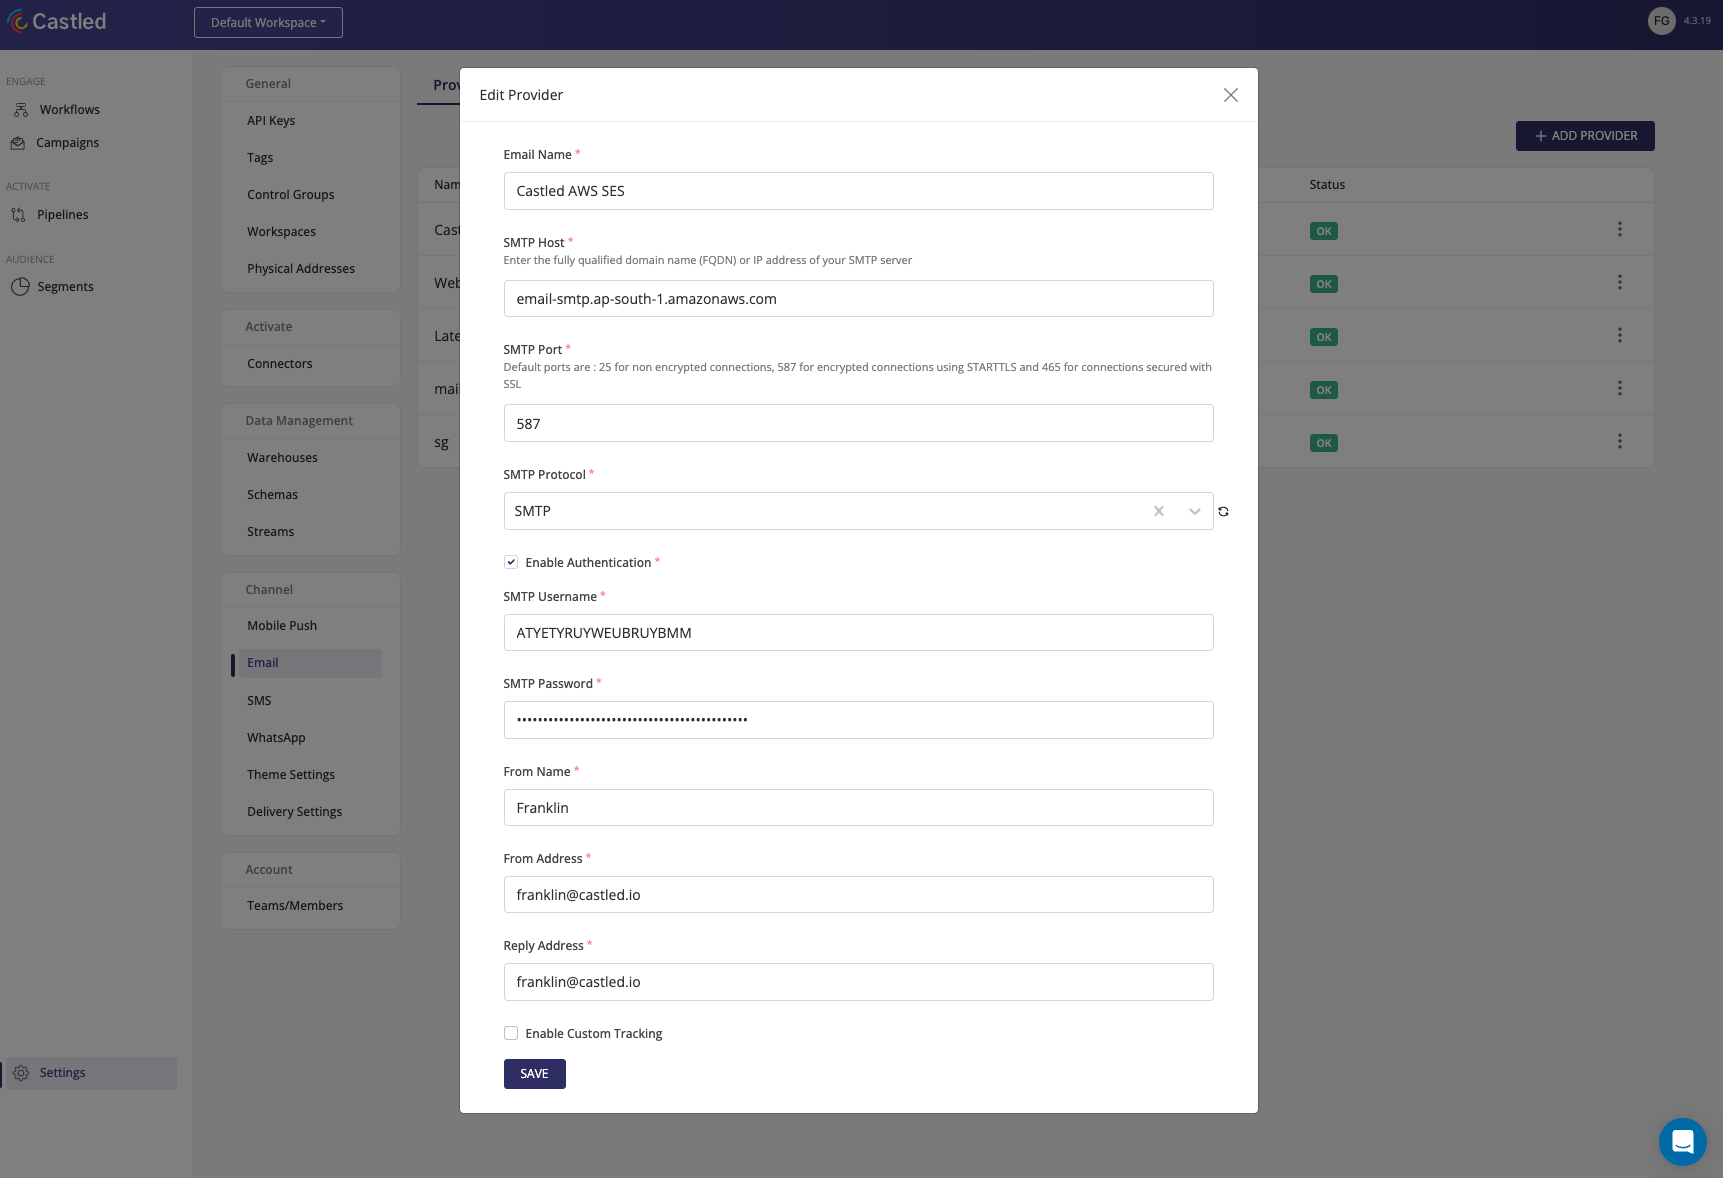 Castled
Default Workspace
FG
4.3.19
ENGAGE
Workflows
Campaigns
ACTIVATE
Pipelines
AUDIENCE
Segments
Settings
General
API Keys
Tags
Control Groups
Workspaces
Physical Addresses
Activate
Connectors
Data Management
Warehouses
Schemas
Streams
Channel
Mobile Push
Email
SMS
WhatsApp
Theme Settings
Delivery Settings
Account
Teams/Members
Prov
ADD PROVIDER
Nam
Status
Cast
OK
Web
OK
Late
OK
mail
OK
sg
OK
Edit Provider
Email Name *
Castled AWS SES
SMTP Host *
Enter the fully qualified domain name (FQDN) or IP address of your SMTP server
email-smtp.ap-south-1.amazonaws.com
SMTP Port *
Default ports are : 25 for non encrypted connections, 587 for encrypted connections using STARTTLS and 465 for connections secured with
SSL
587
SMTP Protocol *
SMTP
Enable Authentication *
SMTP Username *
ATYETYRUYWEUBRUYBMM
SMTP Password *
From Name *
Franklin
From Address *
franklin@castled.io
Reply Address *
franklin@castled.io
Enable Custom Tracking
SAVE